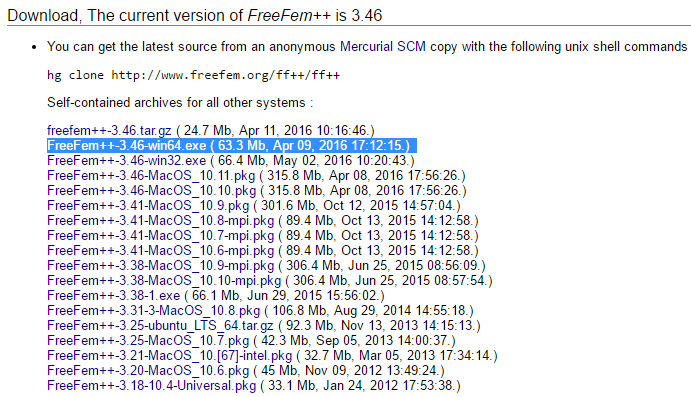 Download, The current version of FreeFem++ is 3.46
You can get the latest source from an anonymous Mercurial SCM copy with the following unix shell commands
hg clone http://www.freefem.org/ff++/ff++
Self-contained archives for all other systems :
freefem++-3.46.tar.gz ( 24.7 Mb, Apr 11, 2016 10:16:46.)
FreeFem++-3.46-win64.exe ( 63.3 Mb, Apr 09, 2016 17:12:15.)
FreeFem++-3.46-win32.exe ( 66.4 Mb, May 02, 2016 10:20:43.)
FreeFem++-3.46-MacOS_10.11.pkg ( 315.8 Mb, Apr 08, 2016 17:56:26.)
FreeFem++-3.46-MacOS_10.10.pkg ( 315.8 Mb, Apr 08, 2016 17:56:26.)
FreeFem++-3.41-MacOS_10.9.pkg ( 301.6 Mb, Oct 12, 2015 14:57:04.)
FreeFem++-3.41-MacOS_10.8-mpi.pkg ( 89.4 Mb, Oct 13, 2015 14:12:58.)
FreeFem++-3.41-MacOS_10.7-mpi.pkg ( 89.4 Mb, Oct 13, 2015 14:12:58.)
FreeFem++-3.41-MacOS_10.6-mpi.pkg ( 89.4 Mb, Oct 13, 2015 14:12:58.)
FreeFem++-3.38-MacOS_10.9-mpi.pkg ( 306.4 Mb, Jun 25, 2015 08:56:09.)
FreeFem++-3.38-MacOS_10.10-mpi.pkg ( 306.4 Mb, Jun 25, 2015 08:57:54.)
FreeFem++-3.38-1.exe ( 66.1 Mb, Jun 29, 2015 15:56:02.)
FreeFem++-3.31-3-MacOS_10.8.pkg ( 106.8 Mb, Aug 29, 2014 14:55:18.)
FreeFem++-3.25-ubuntu_LTS_64.tar.gz ( 92.3 Mb, Nov 13, 2013 14:15:13.)
FreeFem++-3.25-MacOS_10.7.pkg ( 42.3 Mb, Sep 05, 2013 14:00:37.)
FreeFem++-3.21-MacOS_10.[67]-intel.pkg ( 32.7 Mb, Mar 05, 2013 17:34:14.)
FreeFem++-3.20-MacOS_10.6.pkg ( 45 Mb, Nov 09, 2012 13:49:24.)
FreeFem++-3.18-10.4-Universal.pkg ( 33.1 Mb, Jan 24, 2012 17:53:38.)